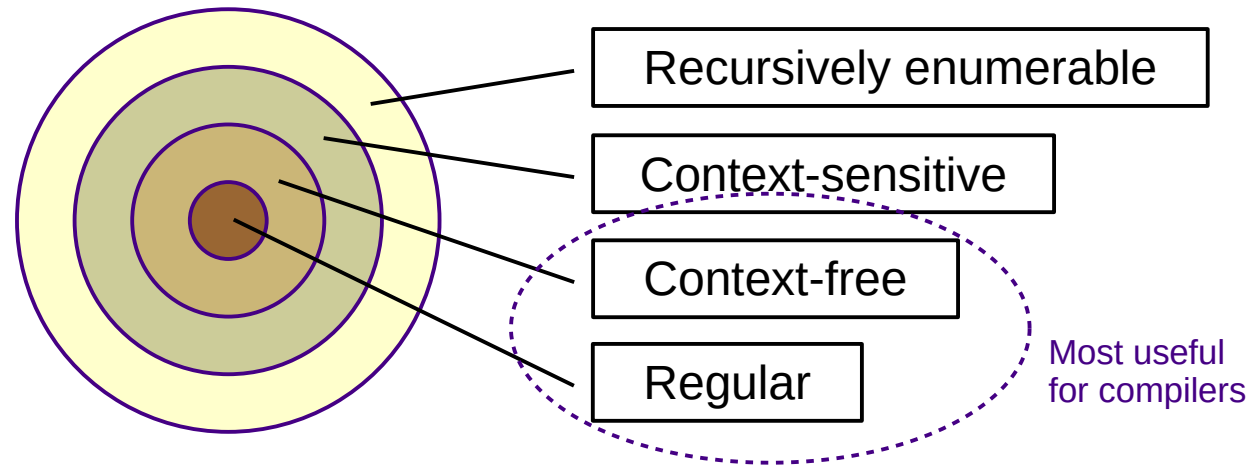 Recursively enumerable
Context-sensitive
Context-free
Regular
Most useful
for compilers